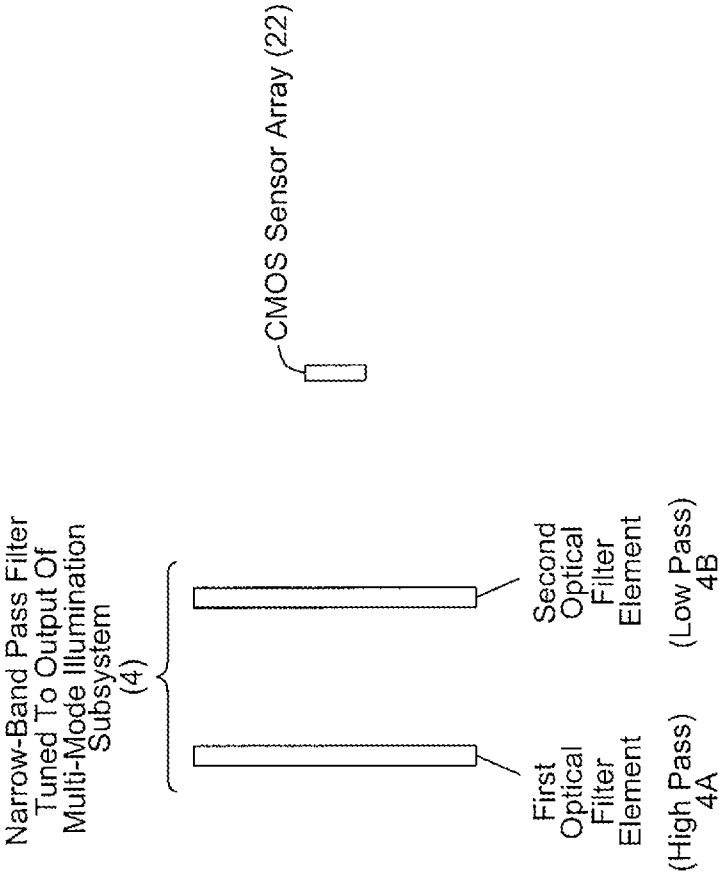 Narrow-Band Pass Filter
Tuned To Output Of
Multi-Mode Illumination
Subsystem
(4)
CMOS Sensor Array (22)
First
Optical
Filter
Element
(High Pass)
4A
Second
Optical
Filter
Element
(Low Pass)
4B